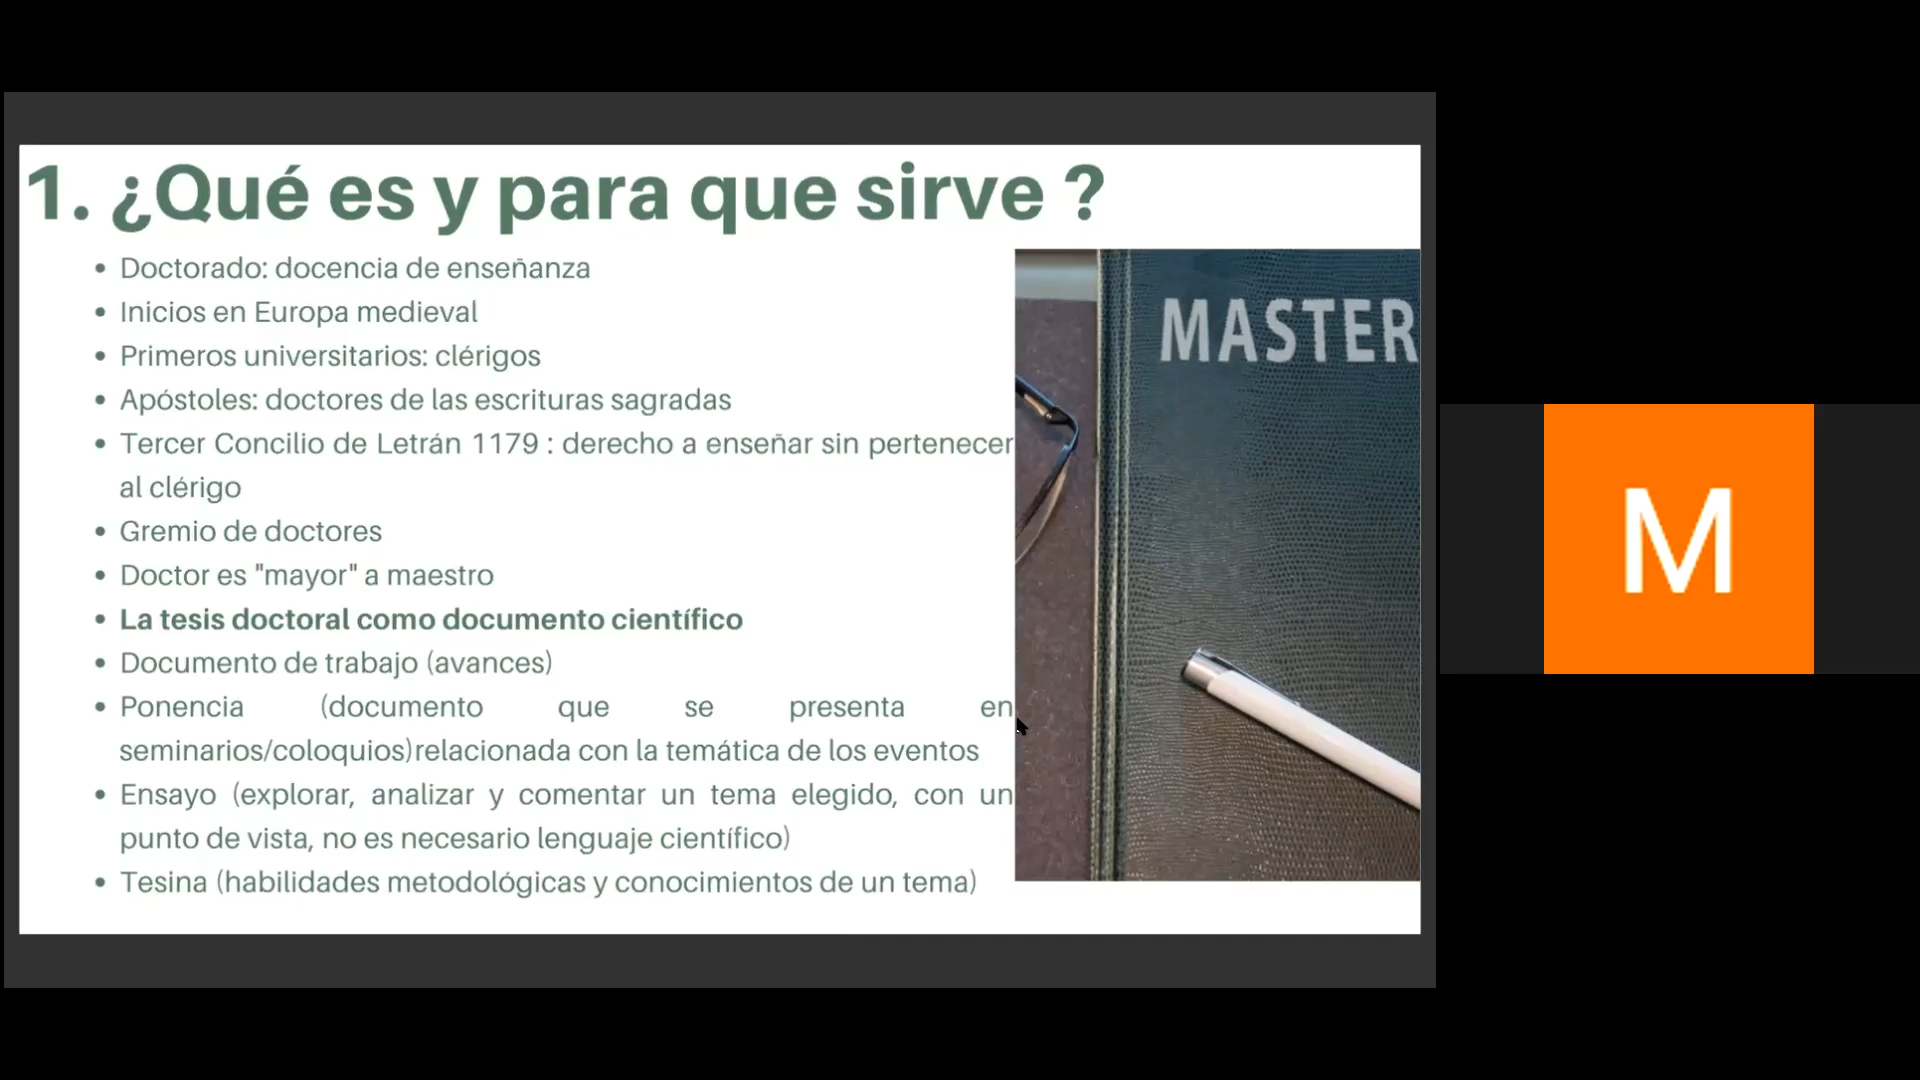 1. ¿Qué es y para que sirve ?
• Doctorado: docencia de enseñanza
• Inicios en Europa medieval
• Primeros universitarios: clérigos
• Apóstoles: doctores de las escrituras sagradas
• Tercer Concilio de Letrán 1179 : derecho a enseñar sin pertenecer
al clérigo
• Gremio de doctores
• Doctor es "mayor" a maestro
• La tesis doctoral como documento científico
• Documento de trabajo (avances)
• Ponencia (documento que se presenta en
seminarios/coloquios)relacionada con la temática de los eventos
• Ensayo (explorar, analizar y comentar un tema elegido, con un
punto de vista, no es necesario lenguaje científico)
• Tesina (habilidades metodológicas y conocimientos de un tema)
MASTER
M